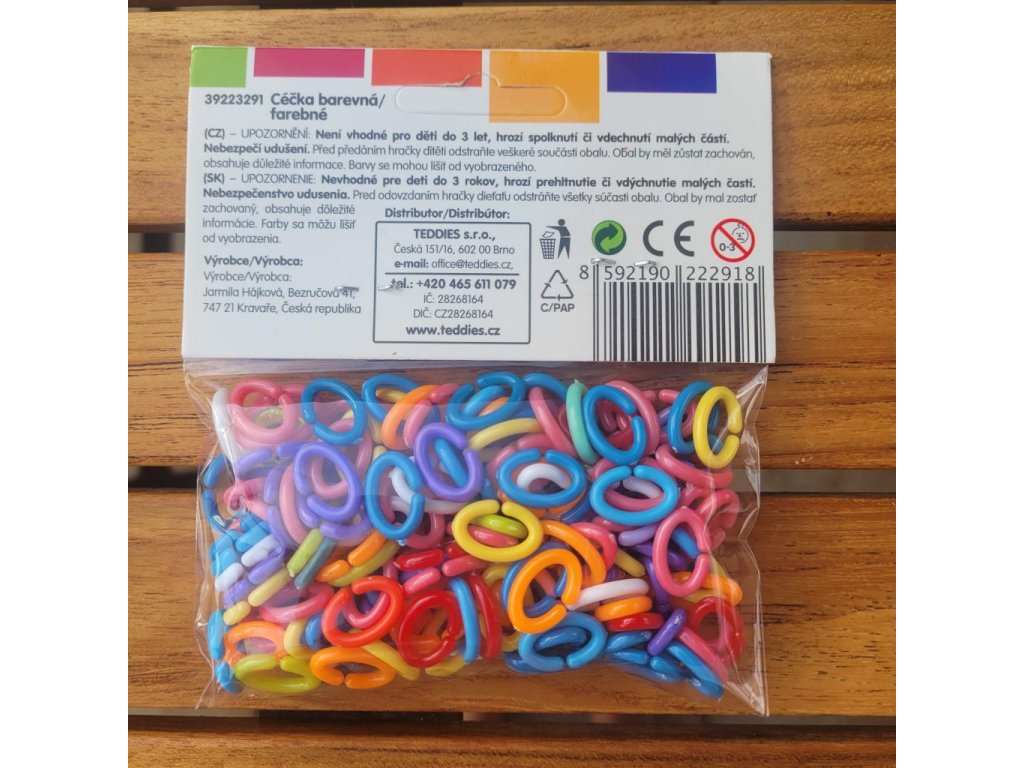 39223291 Céčka barevná/
farebné
(CZ) – UPOZORNĚNÍ: Není vhodné pro děti do 3 let, hrozí spolknutí či vdechnutí malých částí.
Nebezpečí udušení. Před předáním hračky dítěti odstraňte veškeré součásti obalu. Obal by měl zůstat zachován,
obsahuje důležité informace. Barvy se mohou lišit od vyobrazeného.
(SK) – UPOZORNENIE: Nevhodné pre deti do 3 rokov, hrozí prehltnutie či vdýchnutie malých častí.
Nebezpečenstvo udusenia. Pred odovzdaním hračky dieťaťu odstráňte všetky súčasti obalu. Obal by mal zostať
zachovaný, obsahuje dôležité
informácie. Farby sa môžu líšiť
od vyobrazenia.
Výrobce/Výrobca:
Výrobce/Výrobca:
Jarmila Hájková, Bezručova 41,
747 21 Kravaře, Česká republika
Distributor/Distribútor:
TEDDIES s.r.o.,
Česká 151/16, 602 00 Brno
e-mail: office@teddies.cz,
tel.: +420 465 611 079
IČ: 28268164
DIČ: CZ28268164
www.teddies.cz
CE
0-3
C/PAP
8 592190 222918